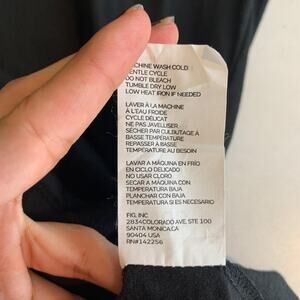 CHINE WASH COLD
GENTLE CYCLE
DO NOT BLEACH
TUMBLE DRY LOW
LOW HEAT IRON IF NEEDED
LAVER À LA MACHINE
À L'EAU FROIDE
CYCLE DÉLICAT
NE PAS JAVELLISER
SÉCHER PAR CULBUTAGE À
BASSE TEMPÉRATURE
REPASSER À BASSE
TEMPÉRATURE AU BESOIN
LAVAR A MÁQUINA EN FRÍO
EN CICLO DELICADO
NO USAR CLORO
SECAR A MÁQUINA CON
TEMPERATURA BAJA
PLANCHAR CON BAJA
TEMPERATURA SI ES NECESARIO
FIG, INC
2834 COLORADO AVE, STE 100
SANTA MONICA, CA
90404 USA
RN# 142256